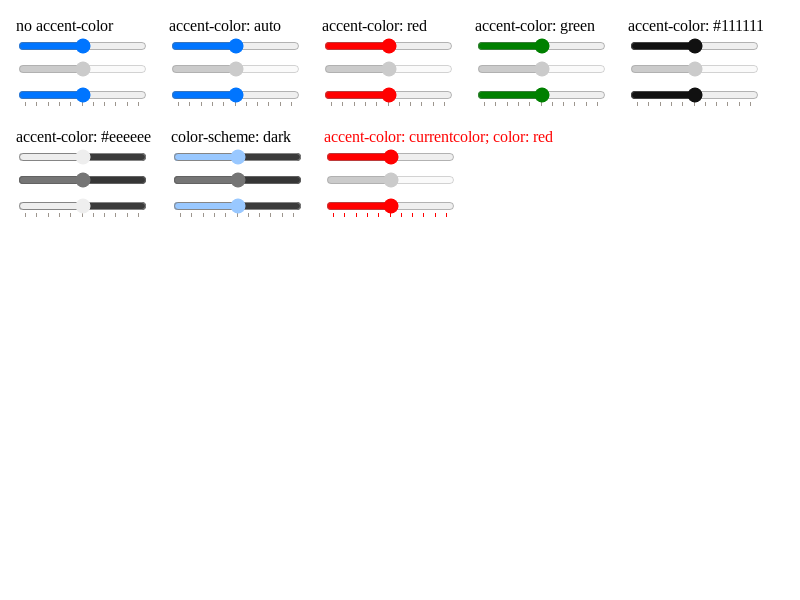 no accent-color
accent-color: auto
accent-color: red
accent-color: green
accent-color: #111111
accent-color: #eeeeee
color-scheme: dark
accent-color: currentcolor; color: red